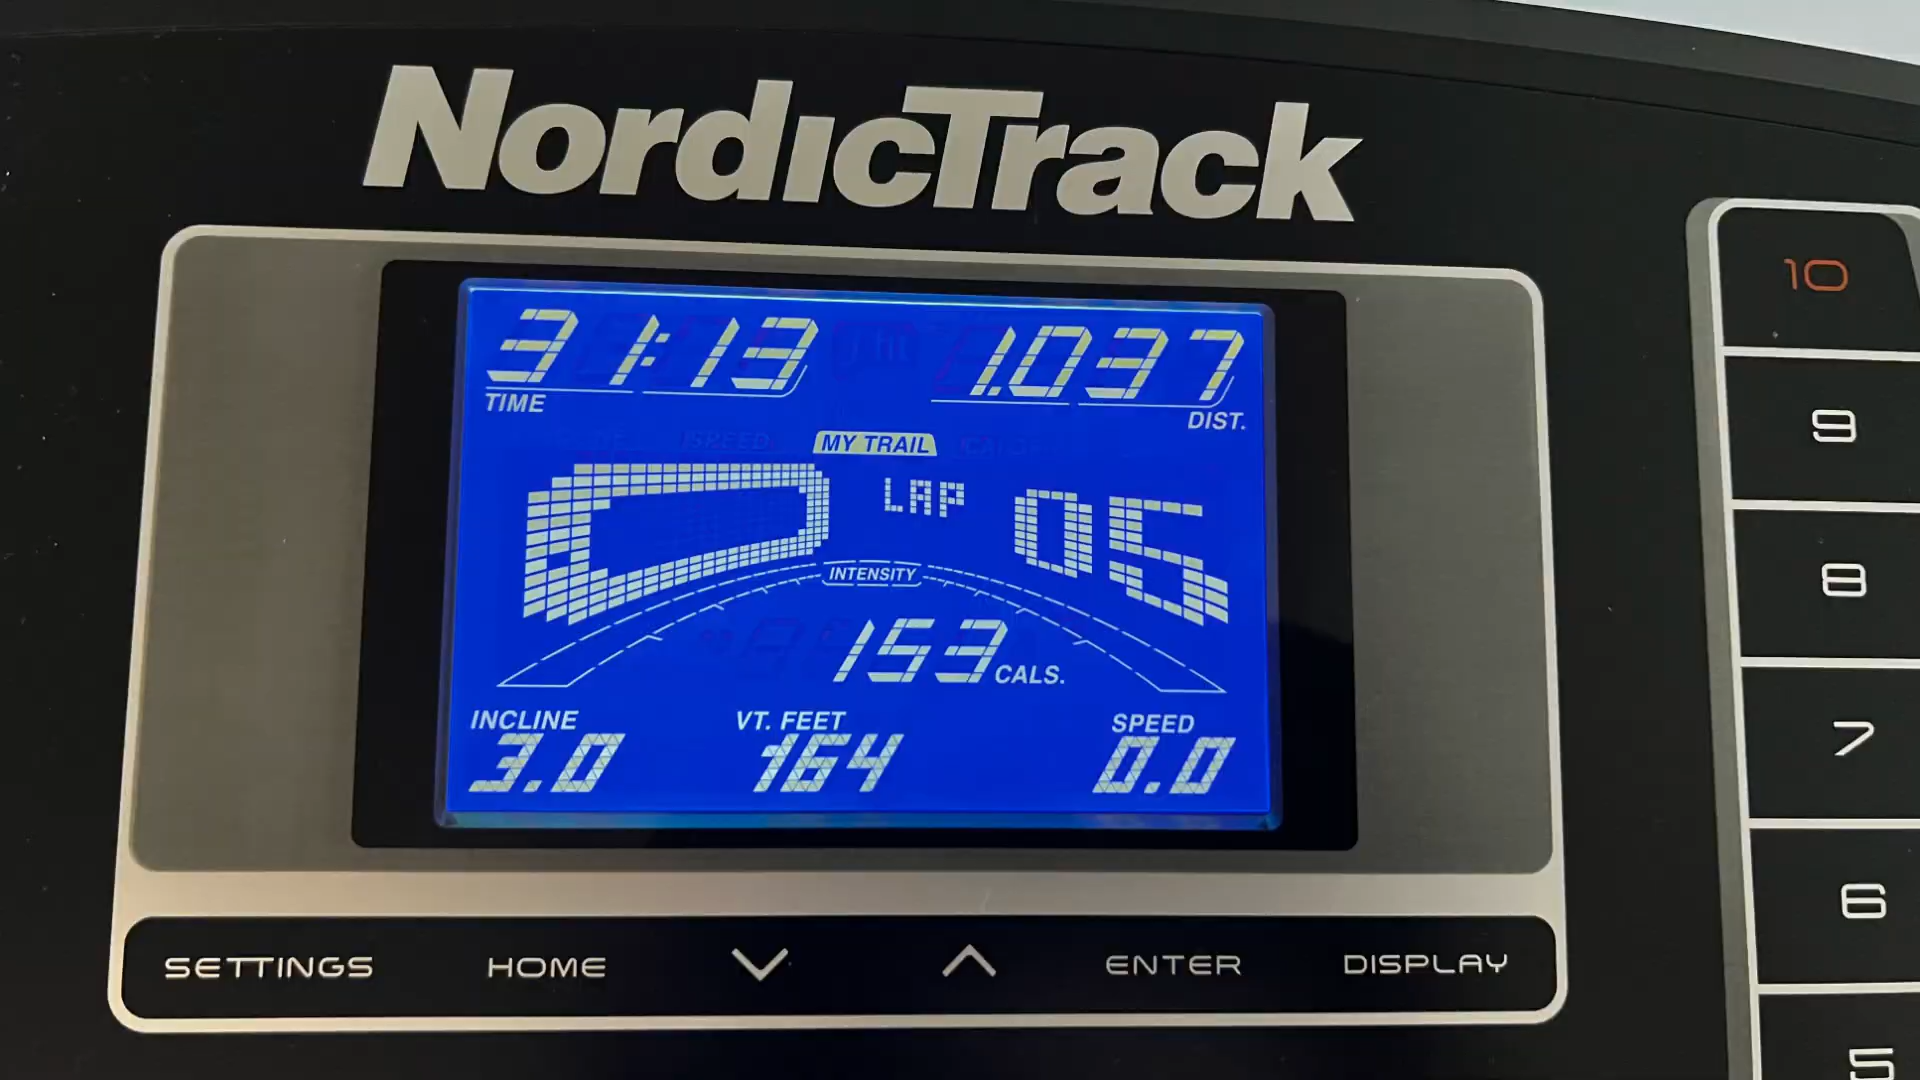 NordicTrack
31:13 1.037
TIME DIST.
MY TRAIL
LAP 05
INTENSITY
153 CALS.
INCLINE VT. FEET SPEED
3.0 164 0.0
SETTINGS HOME ENTER DISPLAY
10
9
8
7
6
5